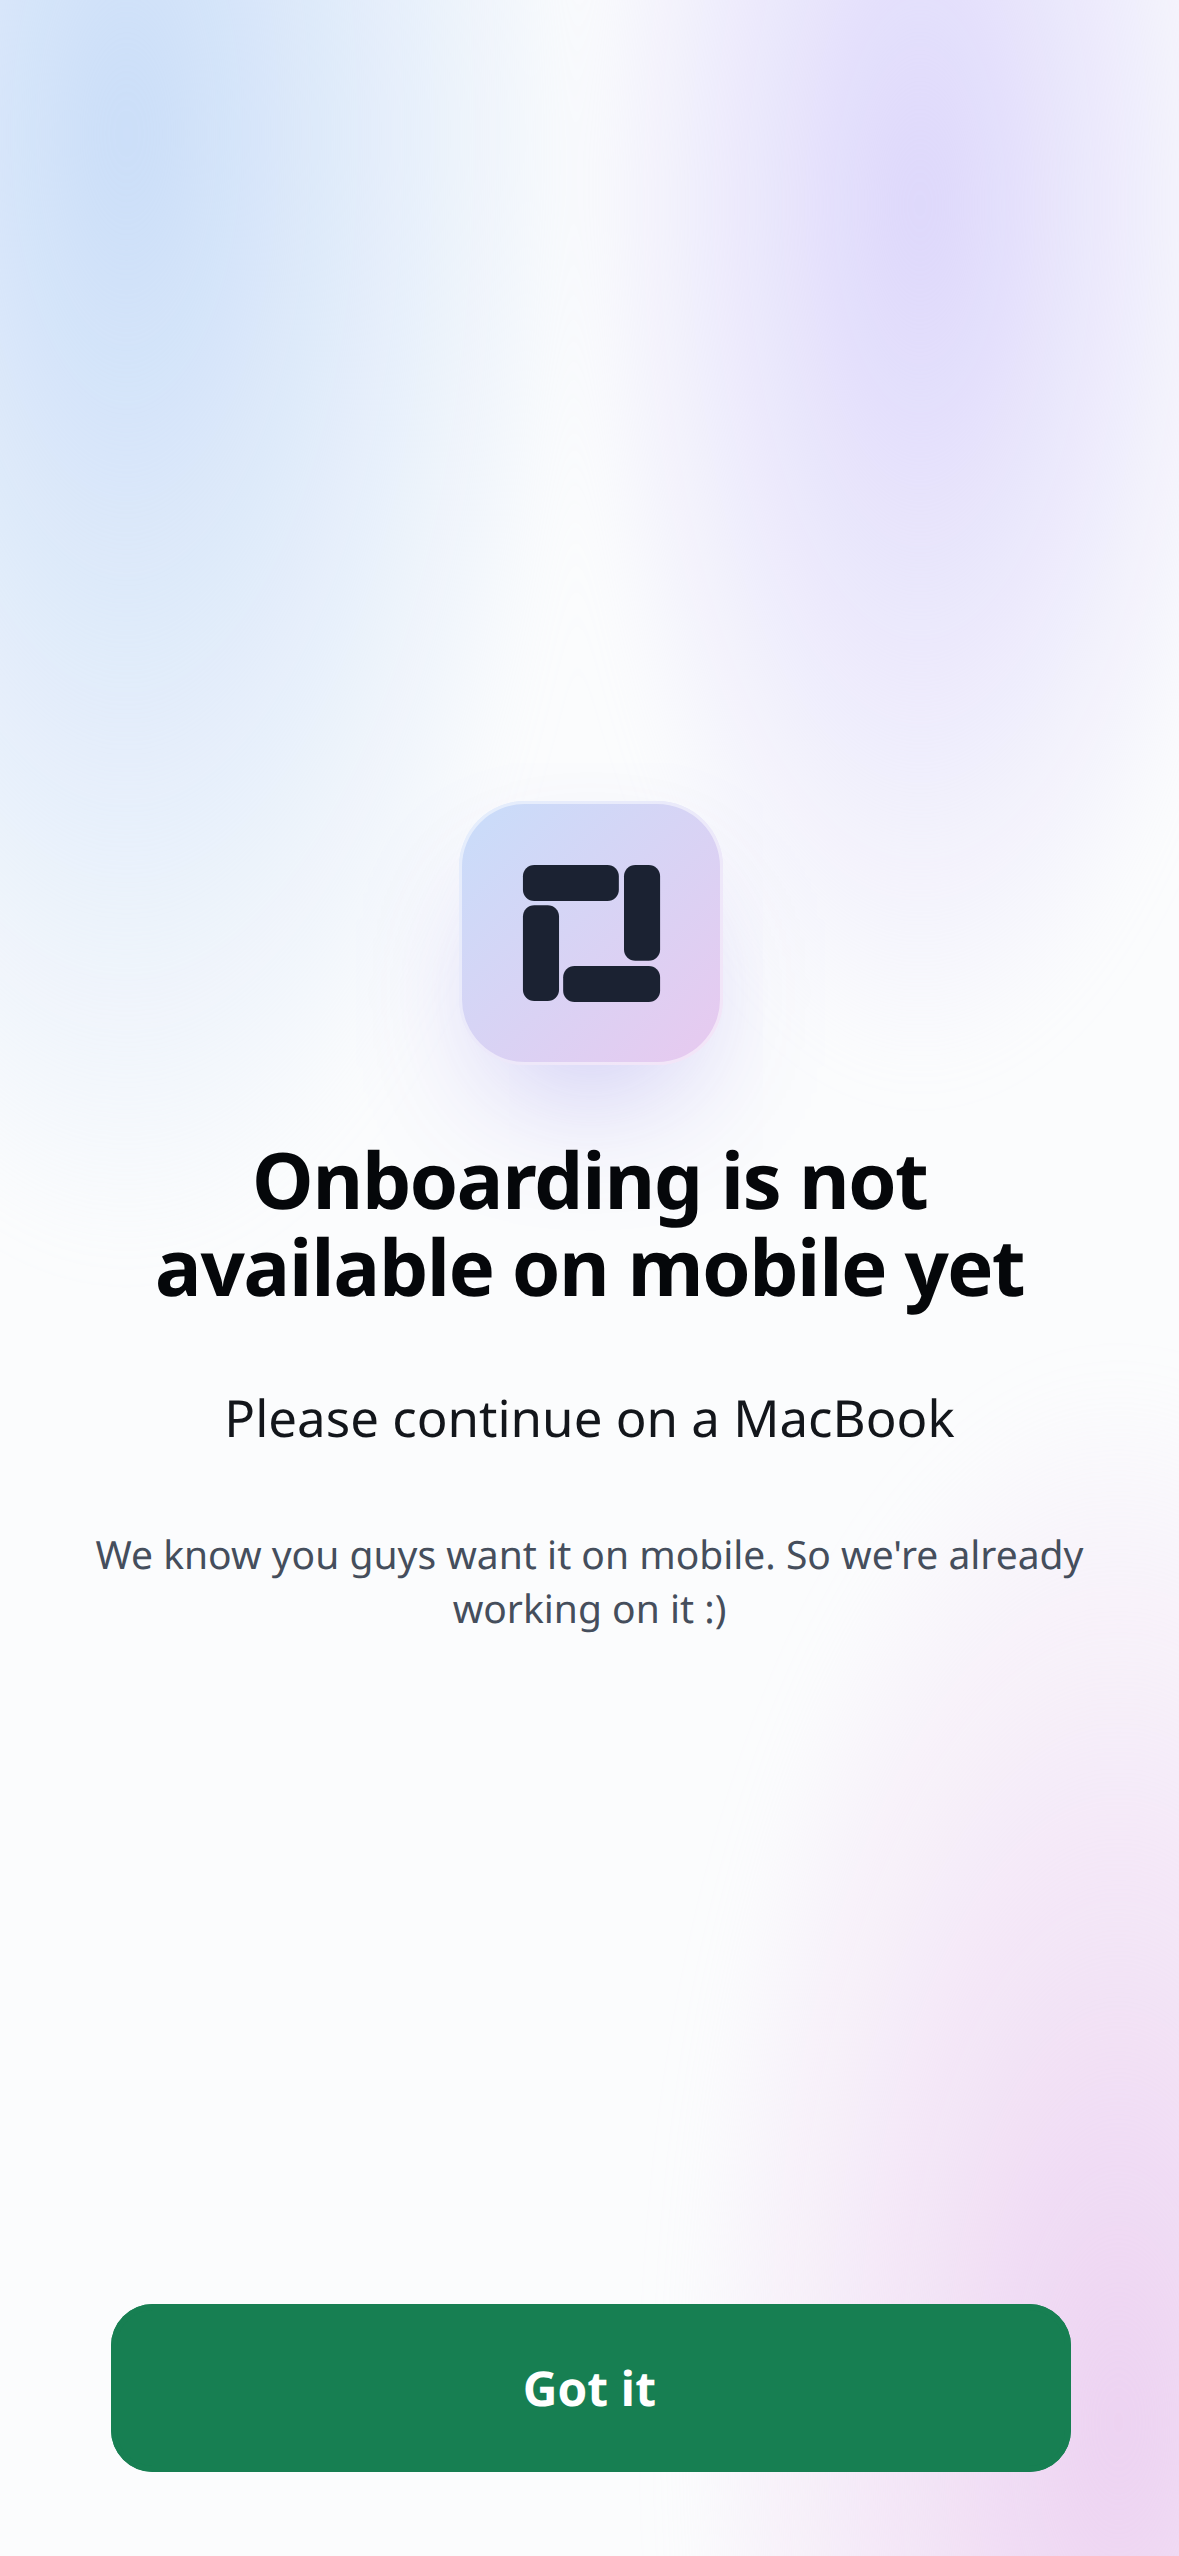 Onboarding is not
available on mobile yet
Please continue on a MacBook
We know you guys want it on mobile. So we're already
working on it :)
Got it